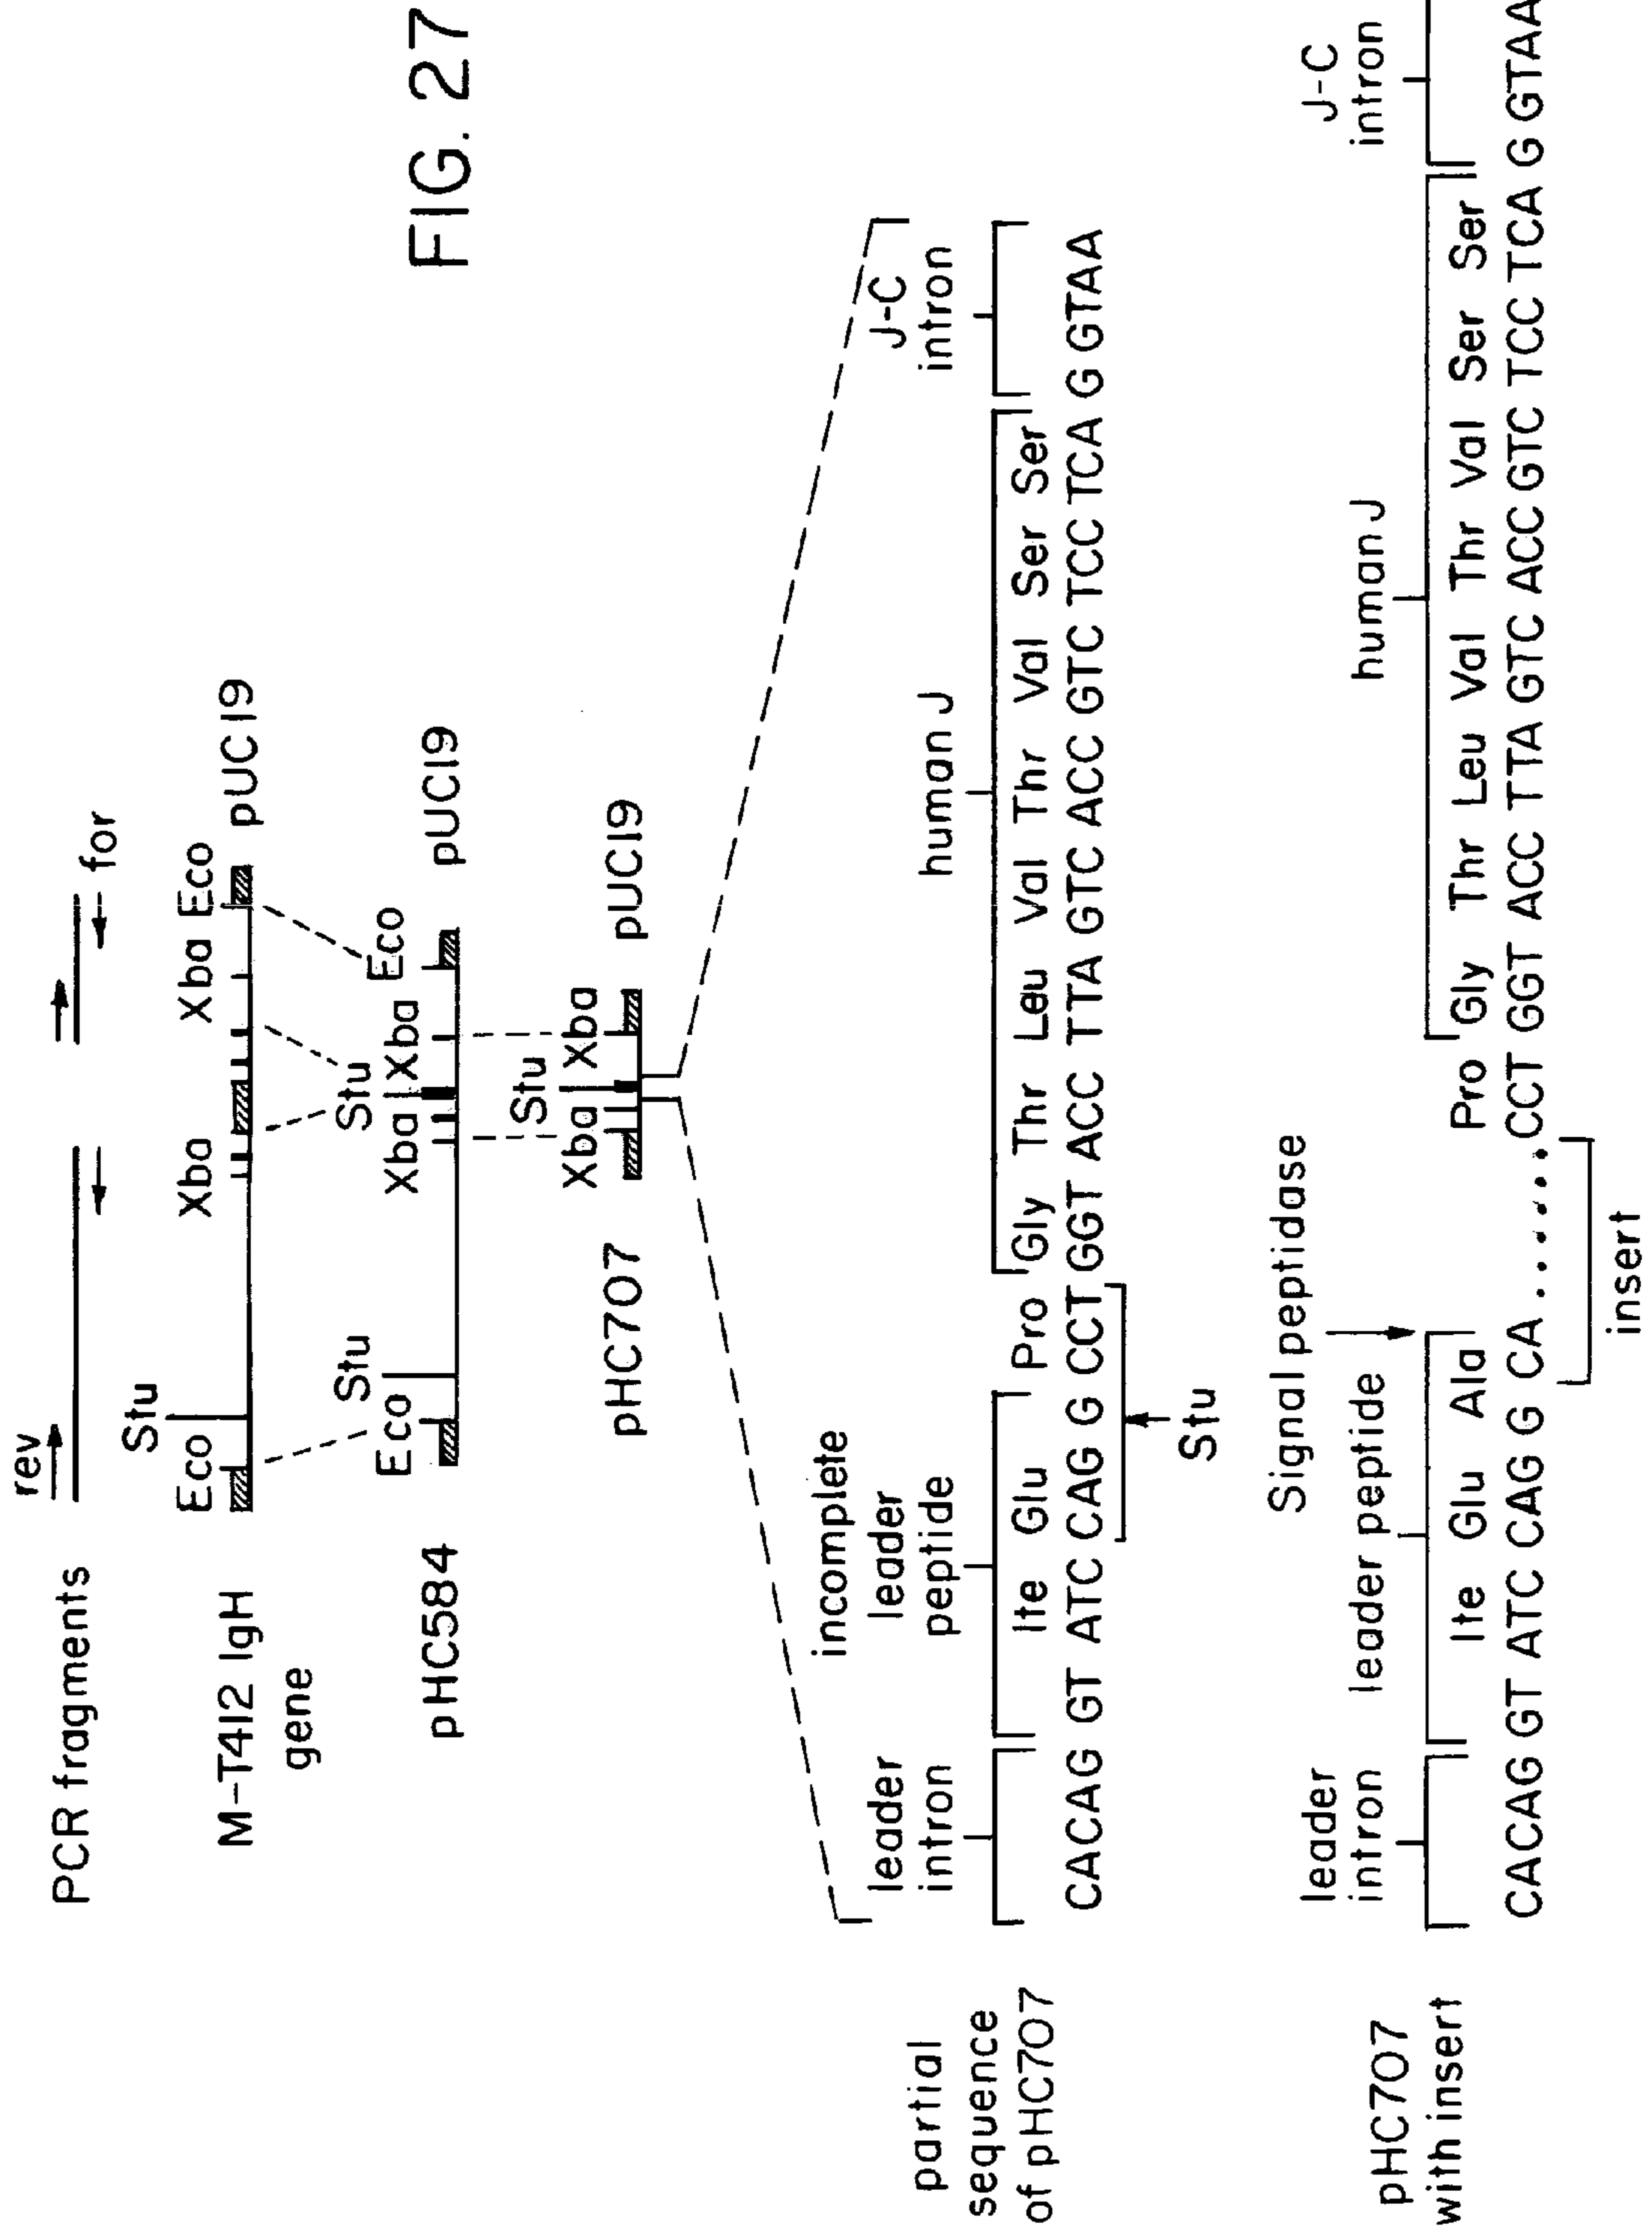 FIG. 27
PCR fragments
rev
for
M-T412 IgH
gene
Eco
Stu
Xba
Xba
Eco
pUC19
pHC584
Eco
Stu
Xba
Stu
Xba
Eco
pUC19
pHC707
Xba
Stu
Xba
pUC19
partial
sequence
of pHC707
leader
intron
incomplete
leader
peptide
human J
J-C
intron
Ite Glu Pro Gly Thr Leu Val Thr Val Ser Ser
CACAG GT ATC CAG G CCT GGT ACC TTA GTC ACC GTC TCC TCA G GTAA
Stu
pHC707
with insert
leader
intron
leader peptide
Signal peptidase
human J
J-C
intron
Ite Glu Ala Pro Gly Thr Leu Val Thr Val Ser Ser
CACAG GT ATC CAG G CA ...... CCT GGT ACC TTA GTC ACC GTC TCC TCA G GTAA
insert